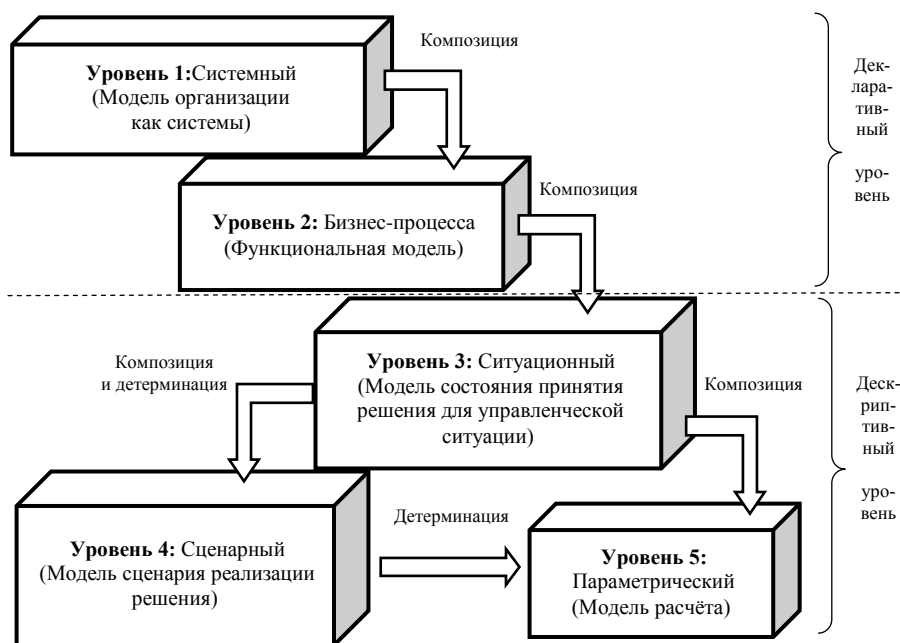 Композиция
Уровень 1:Системный
(Модель организации
как системы)
Дек-
ларa-
тив-
ный
уро-
вень
Композиция
Уровень 2: Бизнес-процесса
(Функциональная модель)
Композиция
и детерминация
Уровень 3: Ситуационный
(Модель состояния принятия
решения для управленческой
ситуации)
Композиция
Деск-
рип-
тив-
ный
уро-
вень
Уровень 4: Сценарный
(Модель сценария реализации
решения)
Детерминация
Уровень 5:
Параметрический
(Модель расчёта)